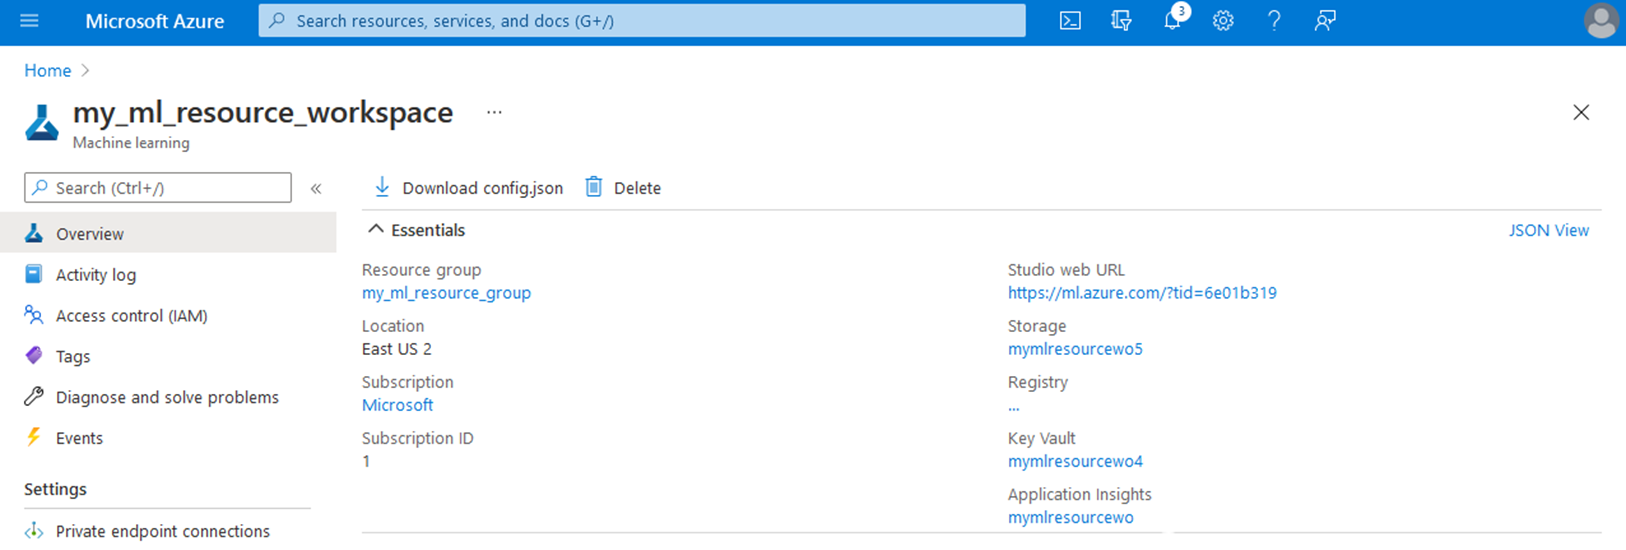 Microsoft Azure
Search resources, services, and docs (G+/)
3
Home
my_ml_resource_workspace
...
Machine learning
Search (Ctrl+/)
«
Download config.json
Delete
Overview
Activity log
Access control (IAM)
Tags
Diagnose and solve problems
Events
Settings
Private endpoint connections
Essentials
JSON View
Resource group
my_ml_resource_group
Location
East US 2
Subscription
Microsoft
Subscription ID
1
Studio web URL
https://ml.azure.com/?tid=6e01b319
Storage
mymlresourcewo5
Registry
...
Key Vault
mymlresourcewo4
Application Insights
mymlresourcewo